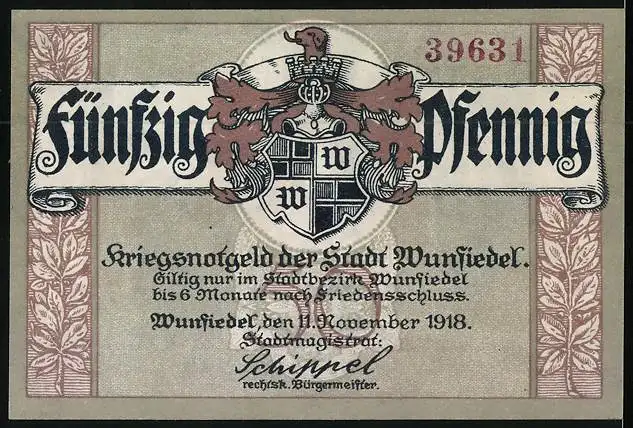 39631
Fünfzig Pfennig
W
W
50
Kriegsnotgeld der Stadt Wunsiedel.
Giltig nur im Stadtbezirk Wunsiedel
bis 6 Monate nach Friedensschluss.
Wunsiedel, den 11. November 1918.
Stadtmagistrat:
Schippel
rechtsk. Bürgermeister.